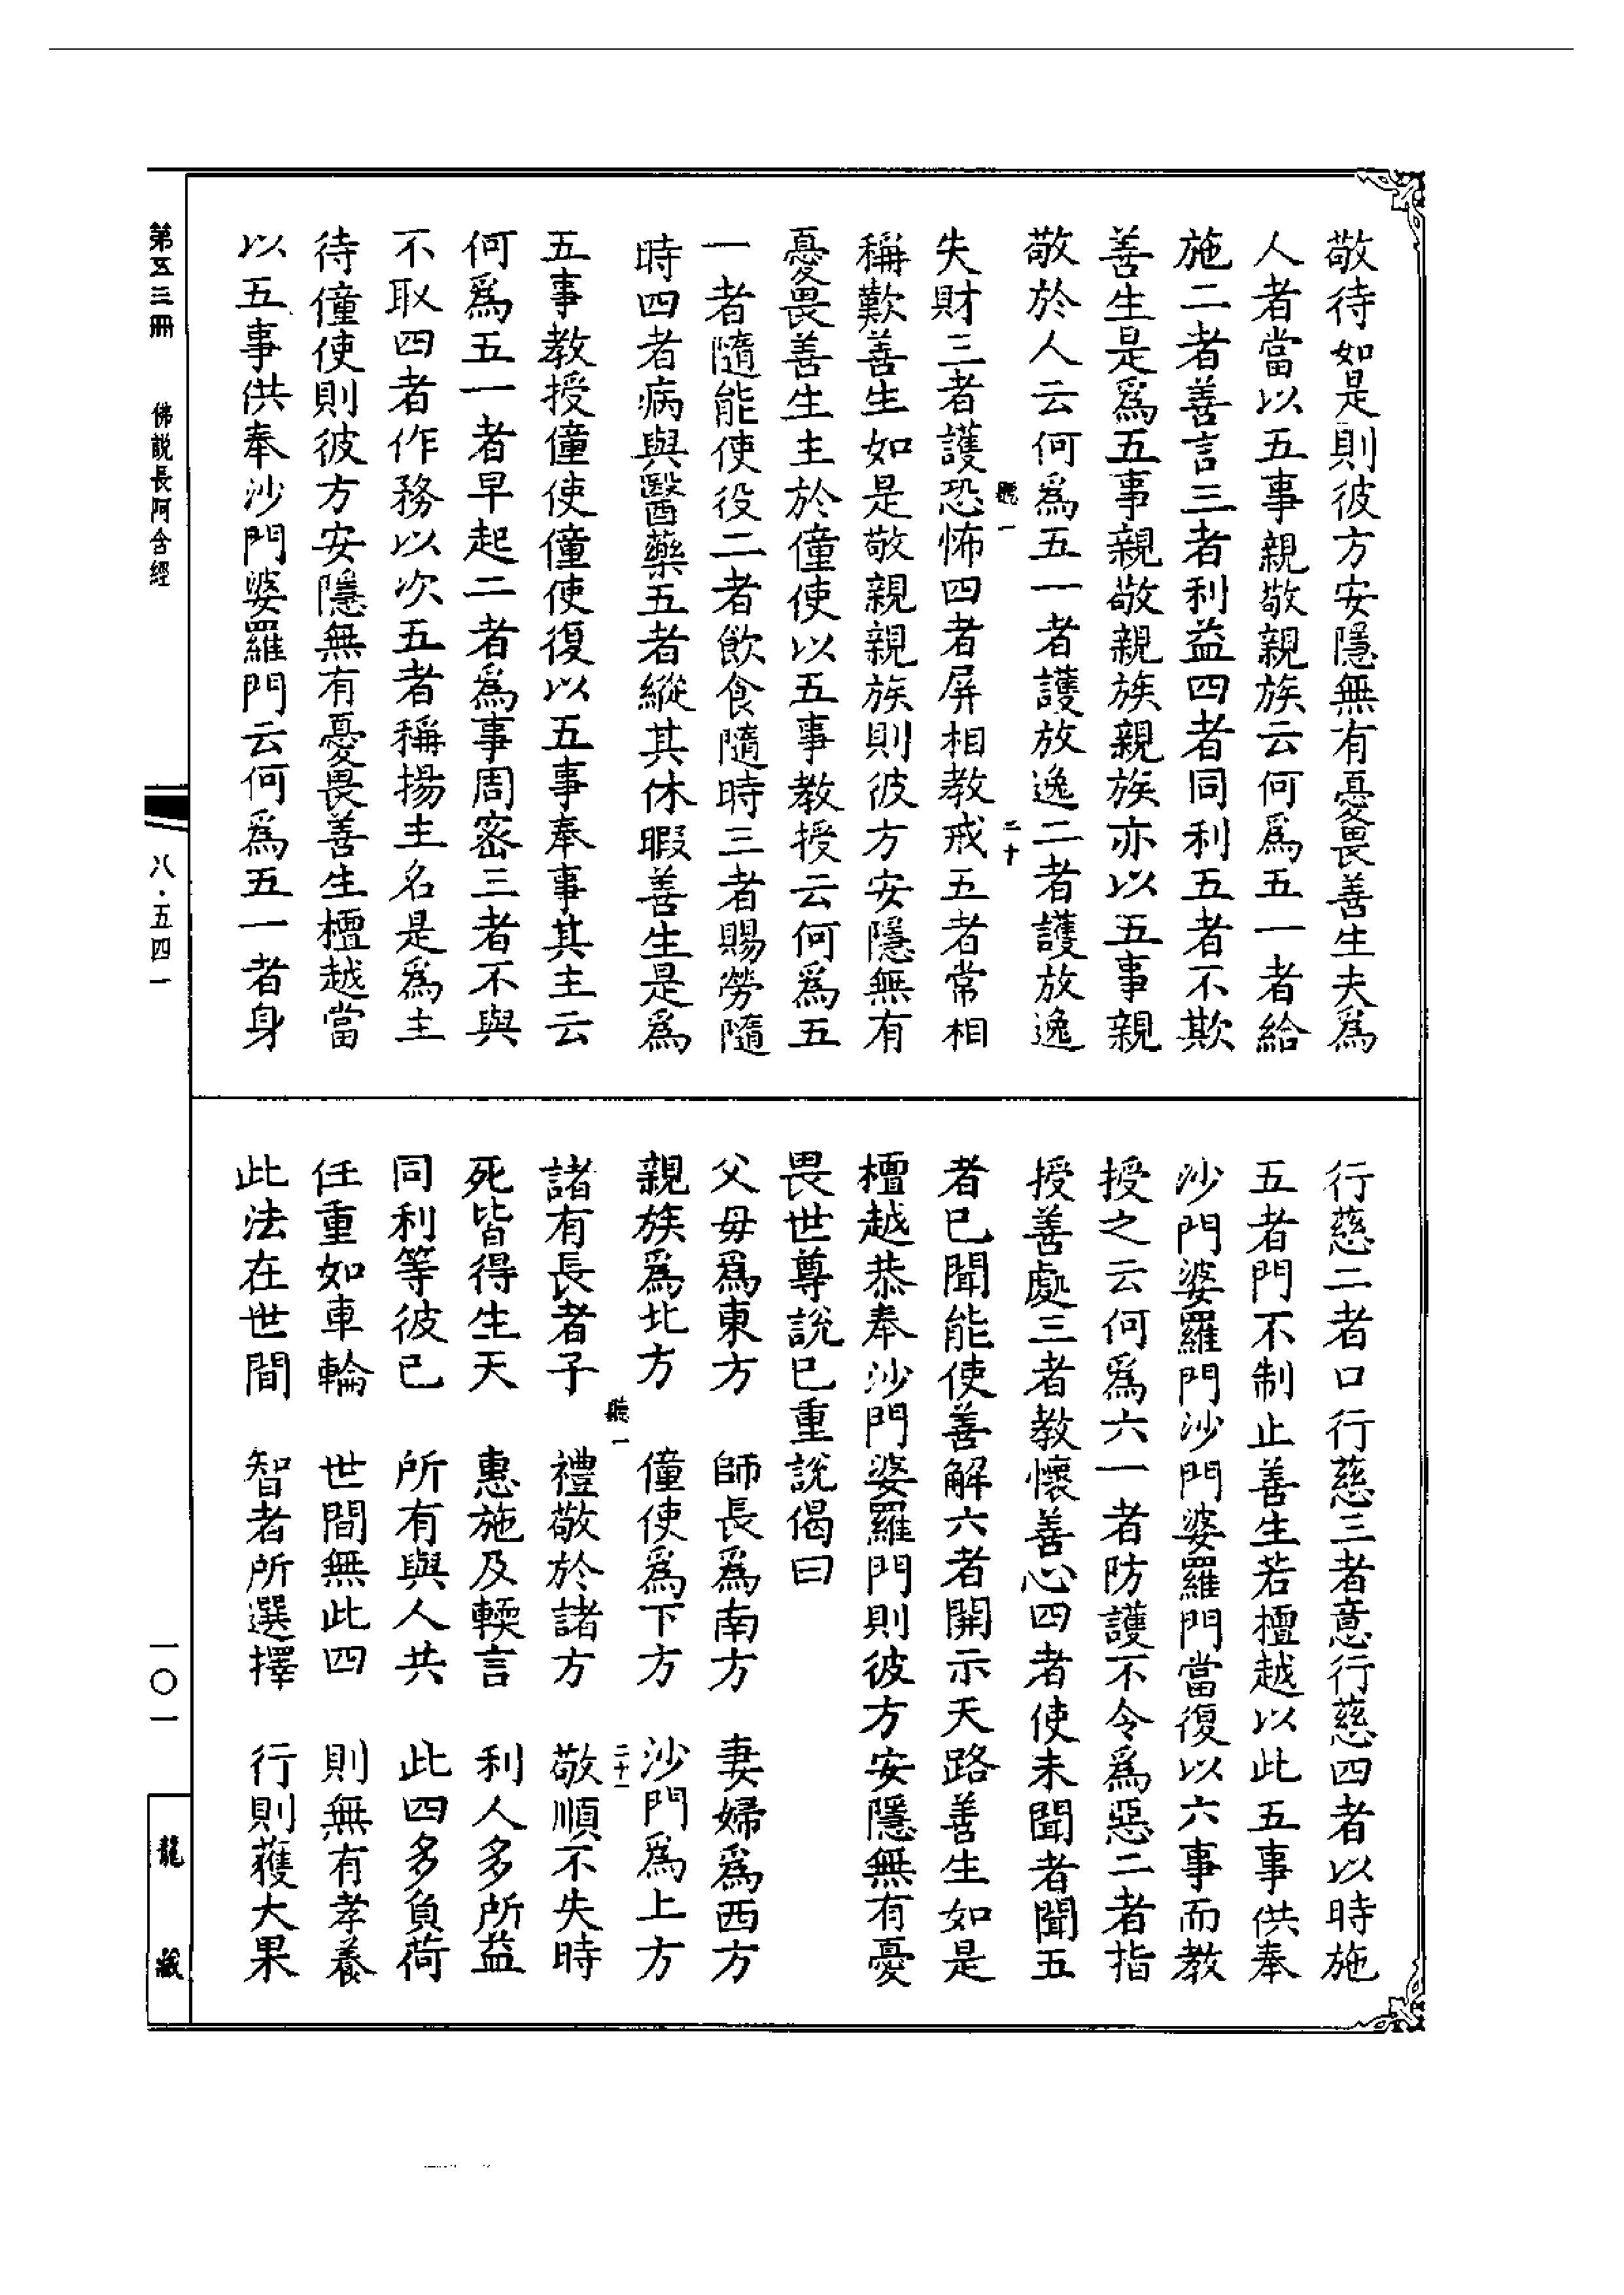 敬待如是則彼方安隱無有憂畏善生夫爲
人者當以五事親敬親族云何爲五一者給
施二者善言三者利益四者同利五者不欺
善生是爲五事親敬親族親族亦以五事親
敬於人云何爲五一者護放逸二者護放逸
聽一
二十
失財三者護恐怖四者屏相教戒五者常相
稱歎善生如是敬親親族則彼方安隱無有
憂畏善生主於僮使以五事教授云何爲五
一者隨能使役二者飲食隨時三者賜勞隨
時四者病與醫藥五者縱其休暇善生是爲
五事教授僮使僮使復以五事奉事其主云
何爲五一者早起二者爲事周密三者不與
不取四者作務以次五者稱揚主名是爲主
待僮使則彼方安隱無有憂畏善生檀越當
以五事供奉沙門婆羅門云何爲五一者身
行慈二者口行慈三者意行慈四者以時施
五者門不制止善生若檀越以此五事供奉
沙門婆羅門沙門婆羅門當復以六事而教
授之云何爲六一者防護不令爲惡二者指
授善處三者教懷善心四者使未聞者聞五
者已聞能使善解六者開示天路善生如是
檀越恭奉沙門婆羅門則彼方安隱無有憂
畏世尊說已重說偈曰
父母爲東方　師長爲南方　妻婦爲西方
親族爲北方　僮使爲下方　沙門爲上方
聽一
二十一
諸有長者子　禮敬於諸方　敬順不失時
死皆得生天　惠施及輭言　利人多所益
同利等彼已　所有與人共　此四多負荷
任重如車輪　世間無此四　則無有孝養
此法在世間　智者所選擇　行則獲大果
第五三冊　佛說長阿含經
八·五四一
一〇一
龍藏